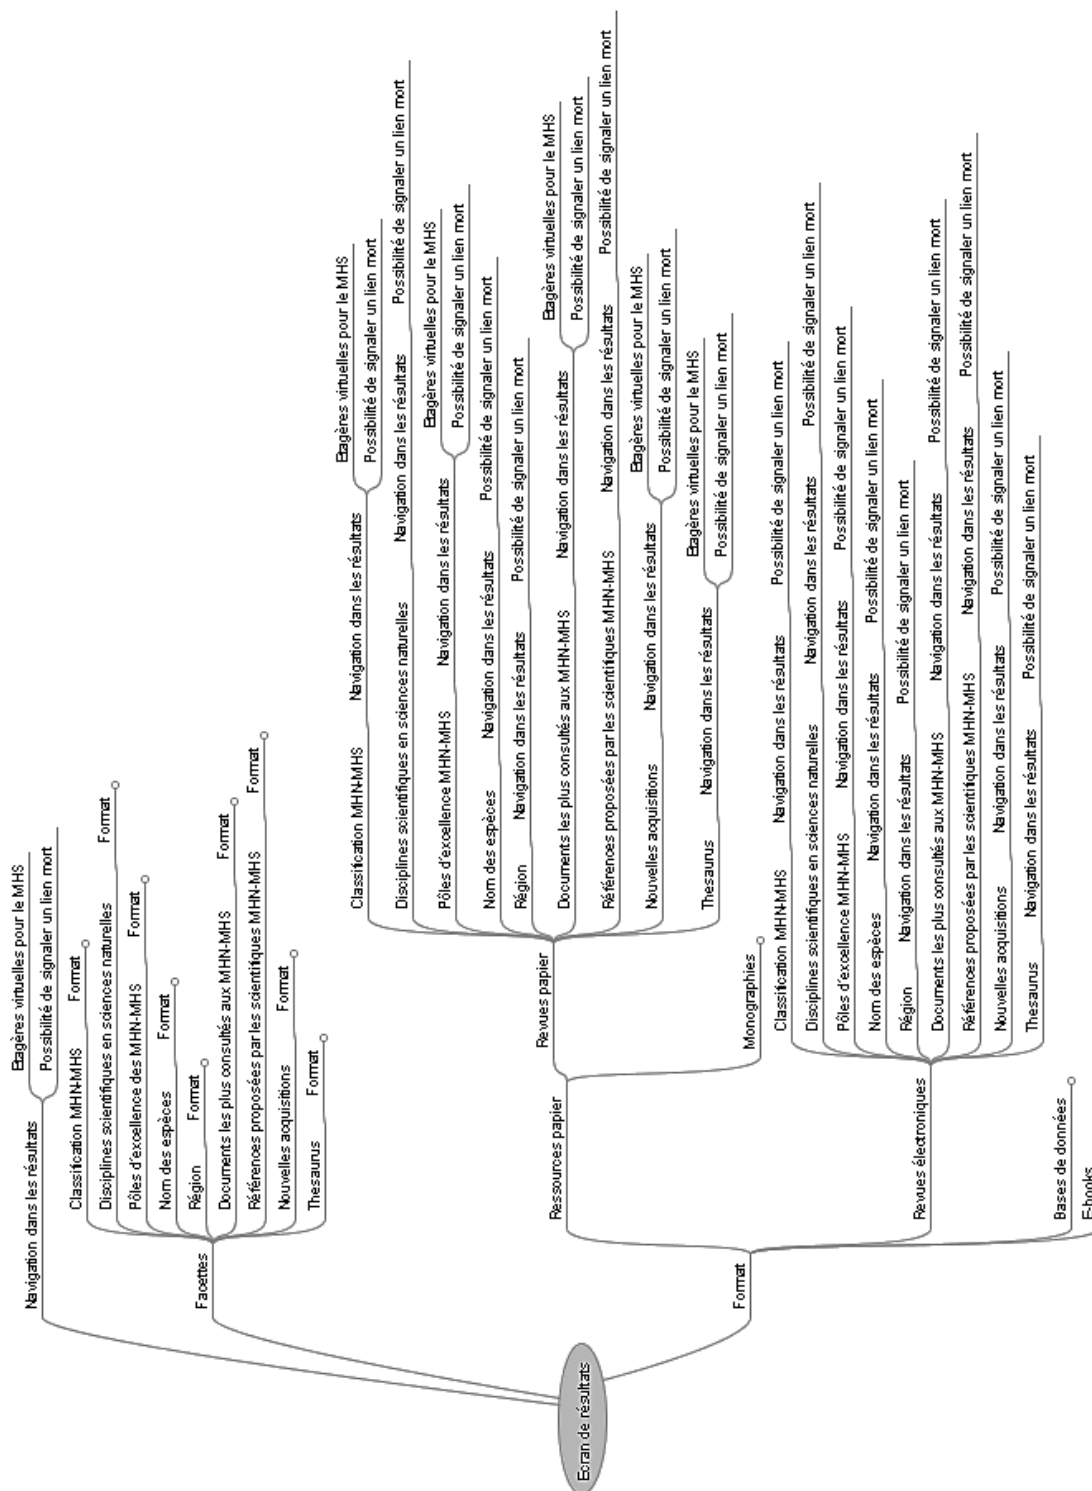 Ecran de résultats
Navigation dans les résultats
Etagères virtuelles pour le MHS
Possibilité de signaler un lien mort
Facettes
Classification MHN-MHS
Format
Disciplines scientifiques en sciences naturelles
Format
Pôles d'excellence des MHN-MHS
Format
Nom des espèces
Format
Région
Format
Documents les plus consultés aux MHN-MHS
Format
Références proposées par les scientifiques MHN-MHS
Format
Nouvelles acquisitions
Format
Thesaurus
Format
Format
Ressources papier
Revues papier
Classification MHN-MHS
Navigation dans les résultats
Etagères virtuelles pour le MHS
Possibilité de signaler un lien mort
Disciplines scientifiques en sciences naturelles
Navigation dans les résultats
Possibilité de signaler un lien mort
Pôles d'excellence MHN-MHS
Navigation dans les résultats
Etagères virtuelles pour le MHS
Possibilité de signaler un lien mort
Nom des espèces
Navigation dans les résultats
Possibilité de signaler un lien mort
Région
Navigation dans les résultats
Possibilité de signaler un lien mort
Documents les plus consultés aux MHN-MHS
Navigation dans les résultats
Etagères virtuelles pour le MHS
Possibilité de signaler un lien mort
Références proposées par les scientifiques MHN-MHS
Navigation dans les résultats
Possibilité de signaler un lien mort
Nouvelles acquisitions
Navigation dans les résultats
Etagères virtuelles pour le MHS
Possibilité de signaler un lien mort
Thesaurus
Navigation dans les résultats
Etagères virtuelles pour le MHS
Possibilité de signaler un lien mort
Monographies
Revues électroniques
Classification MHN-MHS
Navigation dans les résultats
Possibilité de signaler un lien mort
Disciplines scientifiques en sciences naturelles
Navigation dans les résultats
Possibilité de signaler un lien mort
Pôles d'excellence MHN-MHS
Navigation dans les résultats
Possibilité de signaler un lien mort
Nom des espèces
Navigation dans les résultats
Possibilité de signaler un lien mort
Région
Navigation dans les résultats
Possibilité de signaler un lien mort
Documents les plus consultés aux MHN-MHS
Navigation dans les résultats
Possibilité de signaler un lien mort
Références proposées par les scientifiques MHN-MHS
Navigation dans les résultats
Possibilité de signaler un lien mort
Nouvelles acquisitions
Navigation dans les résultats
Possibilité de signaler un lien mort
Thesaurus
Navigation dans les résultats
Possibilité de signaler un lien mort
Bases de données
E-books